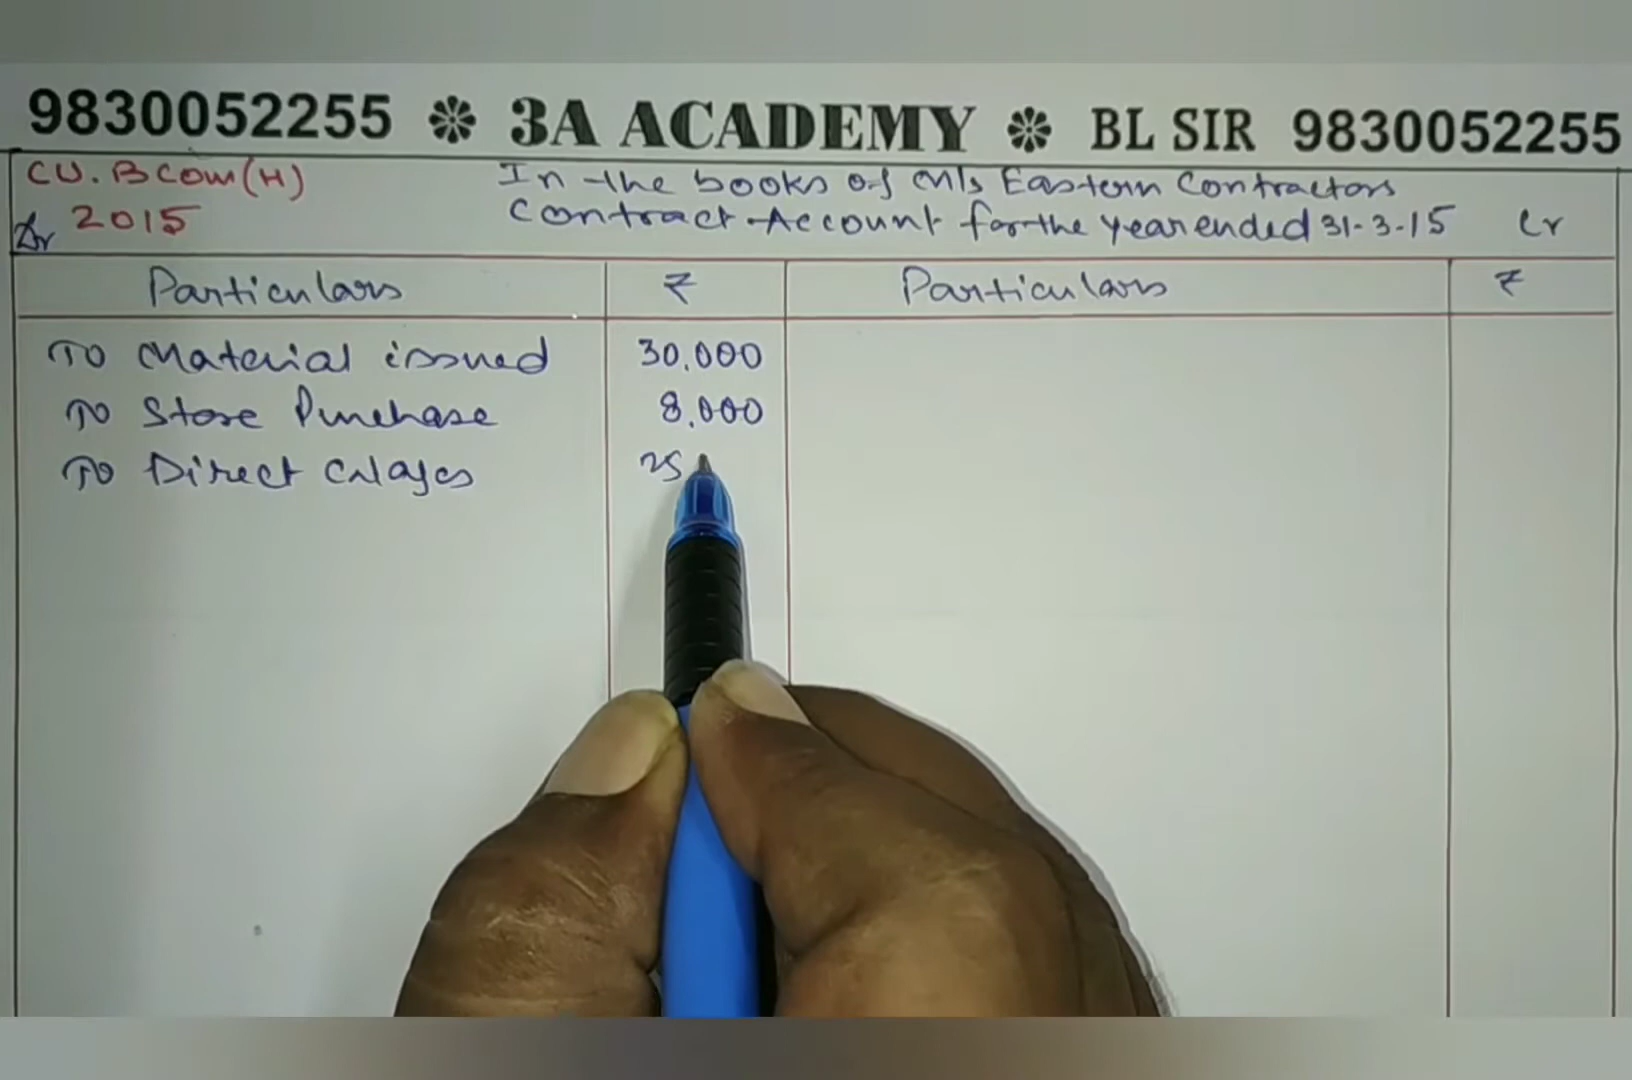 9830052255 ❋ 3A ACADEMY ❋ BL SIR 9830052255
CU. B COM (H) In the books of M/s Eastern Contractors
2015 Contract Account for the year ended 31-3-15
Dr Cr
Particulars ₹ Particulars ₹
To Material issued 30,000
To Store Purchase 8,000
To Direct 25